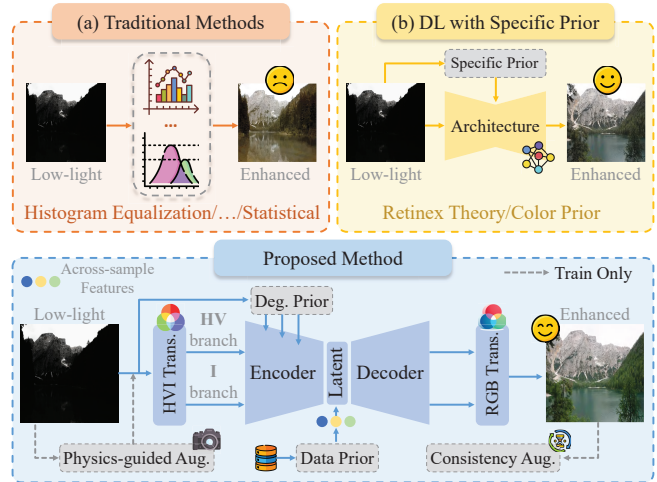 (a) Traditional Methods
...
Low-light
Enhanced
Histogram Equalization/.../Statistical
(b) DL with Specific Prior
Specific Prior
Architecture
Low-light
Enhanced
Retinex Theory/Color Prior
Proposed Method
Across-sample
Features
Train Only
Low-light
Deg. Prior
Enhanced
HVI Trans.
HV
branch
I
branch
Encoder
Latent
Decoder
RGB Trans.
Physics-guided Aug.
Data Prior
Consistency Aug.